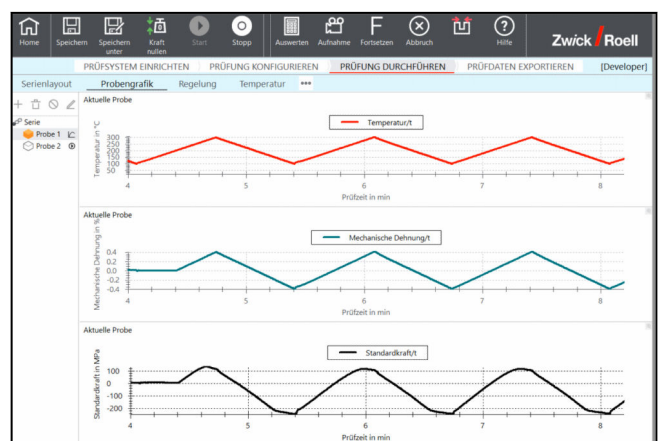 Home
Speichern
Speichern unter
Kraft nullen
Start
Stopp
Auswerten
Aufnahme
Fortsetzen
Abbruch
Hilfe
Zwick Roell
PRÜFSYSTEM EINRICHTEN
PRÜFUNG KONFIGURIEREN
PRÜFUNG DURCHFÜHREN
PRÜFDATEN EXPORTIEREN
[Developer]
Serienlayout
Probengrafik
Regelung
Temperatur
•••
Serie
Probe 1
Probe 2
Aktuelle Probe
Temperatur/t
Temperatur in °C
300
250
200
150
100
50
4 5 6 7 8
Prüfzeit in min
Aktuelle Probe
Mechanische Dehnung/t
Mechanische Dehnung in %
0.4
0.2
0.0
-0.2
-0.4
4 5 6 7 8
Prüfzeit in min
Aktuelle Probe
Standardkraft/t
Standardkraft in MPa
100
0
-100
-200
4 5 6 7 8
Prüfzeit in min